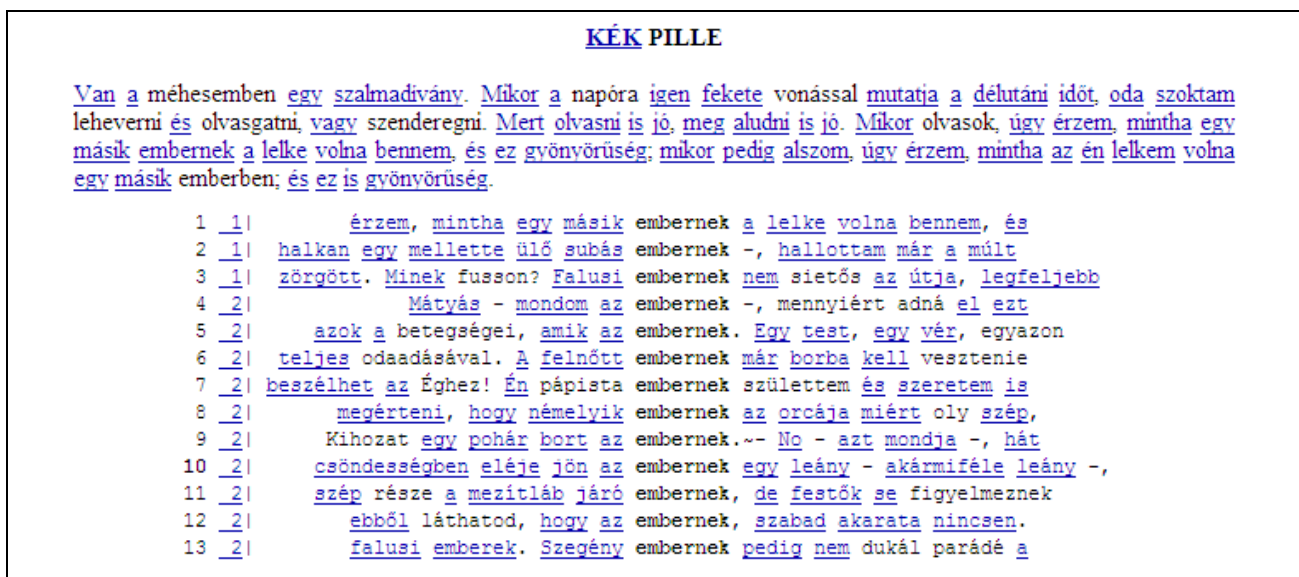 KÉK PILLE
Van a méhesemben egy szalmadivány. Mikor a napóra igen fekete vonással mutatja a délutáni időt, oda szoktam
leheverni és olvasgatni, vagy szenderegni. Mert olvasni is jó, meg aludni is jó. Mikor olvasok, úgy érzem, mintha egy
másik embernek a lelke volna bennem, és ez gyönyörűség; mikor pedig alszom, úgy érzem, mintha az én lelkem volna
egy másik emberben; és ez is gyönyörűség.
1 1| érzem, mintha egy másik embernek a lelke volna bennem, és
2 1| halkan egy mellette ülő subás embernek -, hallottam már a múlt
3 1| zörgött. Minek fusson? Falusi embernek nem sietős az útja, legfeljebb
4 2| Mátyás - mondom az embernek -, mennyiért adná el ezt
5 2| azok a betegségei, amik az embernek. Egy test, egy vér, egyazon
6 2| teljes odaadásával. A felnőtt embernek már borba kell vesztenie
7 2| beszélhet az Éghez! Én pápista embernek születtem és szeretem is
8 2| megérteni, hogy némelyik embernek az orcája miért oly szép,
9 2| Kihozat egy pohár bort az embernek.~- No - azt mondja -, hát
10 2| csöndességben eléje jön az embernek egy leány - akármiféle leány -,
11 2| szép része a mezítláb járó embernek, de festők se figyelmeznek
12 2| ebből láthatod, hogy az embernek, szabad akarata nincsen.
13 2| falusi emberek. Szegény embernek pedig nem dukál parádé a